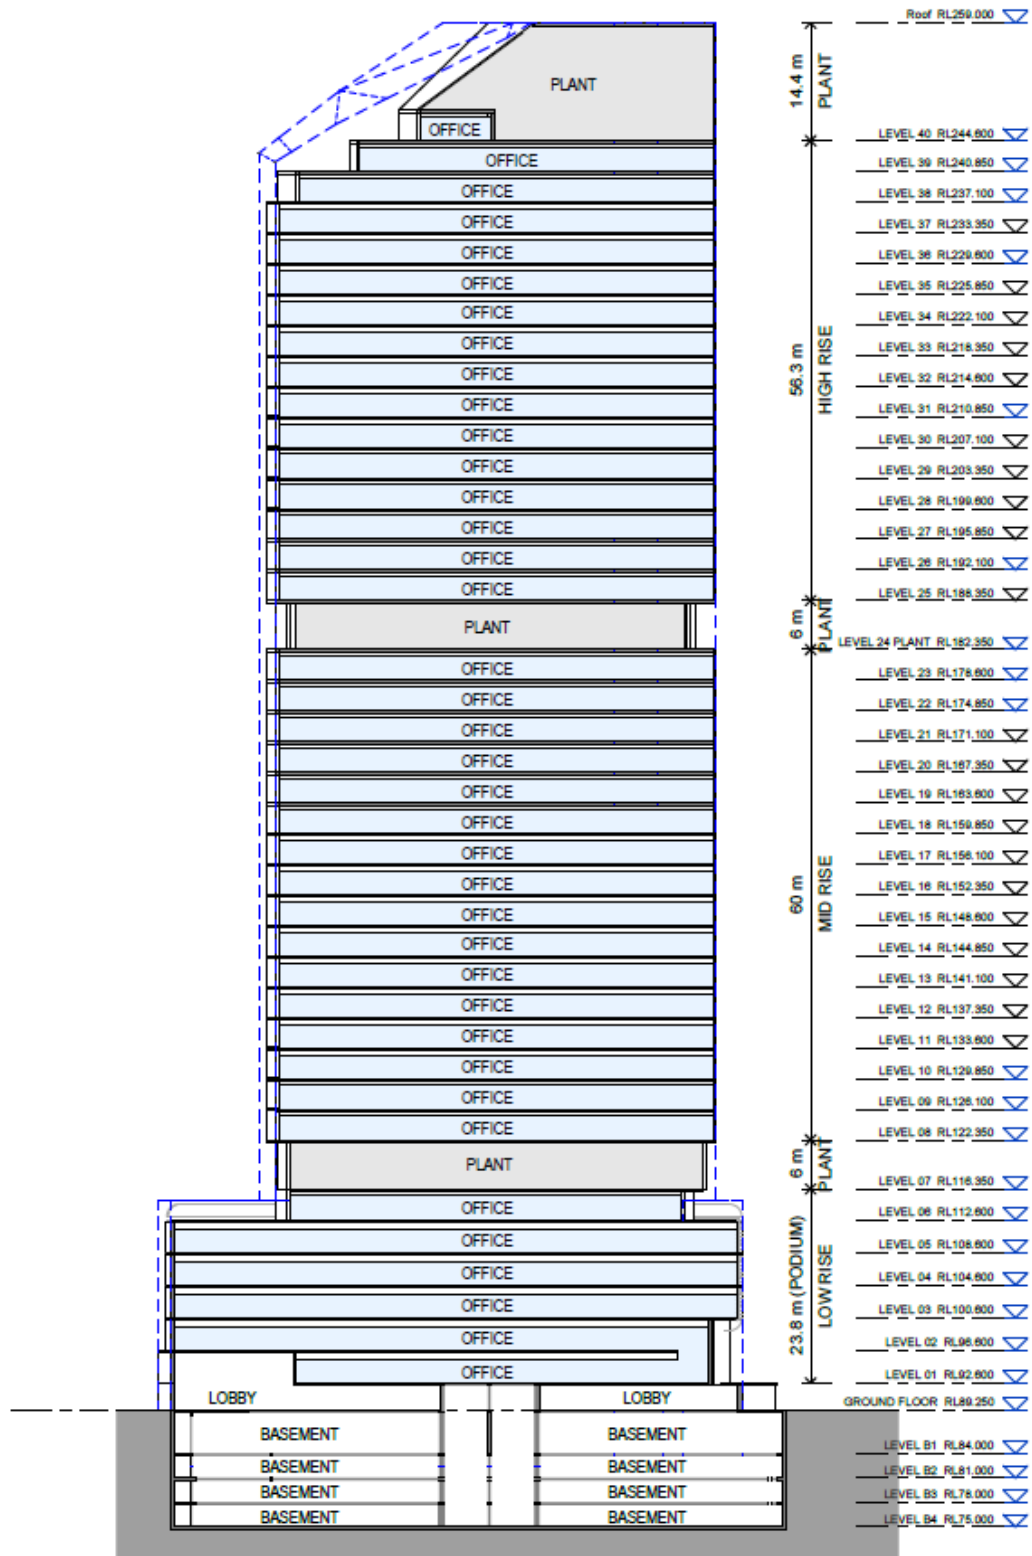 Roof RL259.000
14.4 m
PLANT
PLANT
OFFICE
LEVEL 40 RL244.600
OFFICE
LEVEL 39 RL240.850
OFFICE
LEVEL 38 RL237.100
OFFICE
LEVEL 37 RL233.350
OFFICE
LEVEL 36 RL229.600
OFFICE
LEVEL 35 RL225.850
OFFICE
LEVEL 34 RL222.100
OFFICE
LEVEL 33 RL218.350
OFFICE
LEVEL 32 RL214.600
56.3 m
HIGH RISE
OFFICE
LEVEL 31 RL210.850
OFFICE
LEVEL 30 RL207.100
OFFICE
LEVEL 29 RL203.350
OFFICE
LEVEL 28 RL199.600
OFFICE
LEVEL 27 RL195.850
OFFICE
LEVEL 26 RL192.100
OFFICE
LEVEL 25 RL188.350
PLANT
6 m
PLANT
LEVEL 24 PLANT RL182.350
OFFICE
LEVEL 23 RL178.600
OFFICE
LEVEL 22 RL174.850
OFFICE
LEVEL 21 RL171.100
OFFICE
LEVEL 20 RL167.350
OFFICE
LEVEL 19 RL163.600
OFFICE
LEVEL 18 RL159.850
OFFICE
LEVEL 17 RL156.100
OFFICE
LEVEL 16 RL152.350
60 m
MID RISE
OFFICE
LEVEL 15 RL148.600
OFFICE
LEVEL 14 RL144.850
OFFICE
LEVEL 13 RL141.100
OFFICE
LEVEL 12 RL137.350
OFFICE
LEVEL 11 RL133.600
OFFICE
LEVEL 10 RL129.850
OFFICE
LEVEL 09 RL126.100
OFFICE
LEVEL 08 RL122.350
PLANT
6 m
PLANT
LEVEL 07 RL116.350
OFFICE
LEVEL 06 RL112.600
OFFICE
LEVEL 05 RL108.600
OFFICE
LEVEL 04 RL104.600
23.8 m (PODIUM)
LOW RISE
OFFICE
LEVEL 03 RL100.600
OFFICE
LEVEL 02 RL96.600
OFFICE
LEVEL 01 RL92.600
LOBBY LOBBY
GROUND FLOOR RL89.250
BASEMENT BASEMENT
LEVEL B1 RL84.000
BASEMENT BASEMENT
LEVEL B2 RL81.000
BASEMENT BASEMENT
LEVEL B3 RL78.000
BASEMENT BASEMENT
LEVEL B4 RL75.000